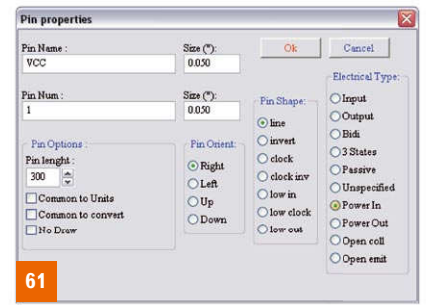 Pin properties
Pin Name :
VCC
Size ("):
0.050
Ok
Cancel
Pin Num :
1
Size ("):
0.050
Pin Options :
Pin lenght :
300
Common to Units
Common to convert
No Draw
Pin Orient:
Right
Left
Up
Down
Pin Shape:
line
invert
clock
clock inv
low in
low clock
low out
Electrical Type:
Input
Output
Bidi
3 States
Passive
Unspecified
Power In
Power Out
Open coll
Open emit
61